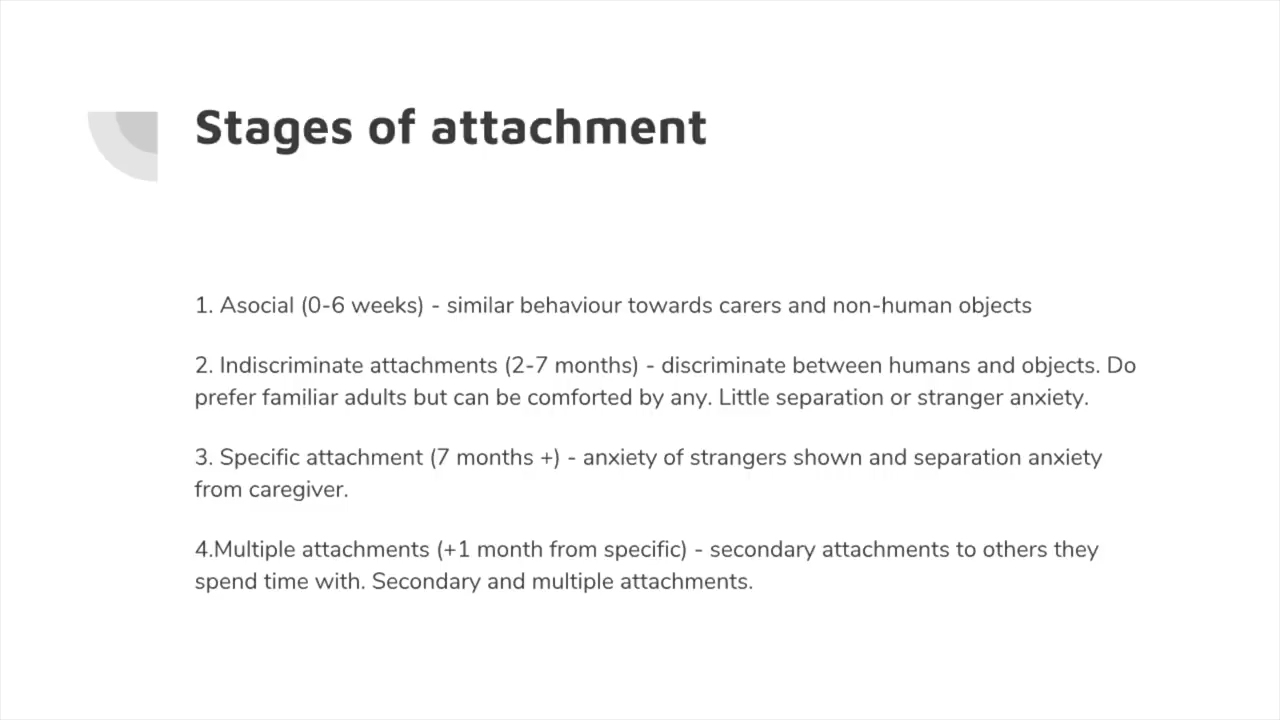 Stages of attachment
1. Asocial (0-6 weeks) - similar behaviour towards carers and non-human objects
2. Indiscriminate attachments (2-7 months) - discriminate between humans and objects. Do
prefer familiar adults but can be comforted by any. Little separation or stranger anxiety.
3. Specific attachment (7 months +) - anxiety of strangers shown and separation anxiety
from caregiver.
4.Multiple attachments (+1 month from specific) - secondary attachments to others they
spend time with. Secondary and multiple attachments.